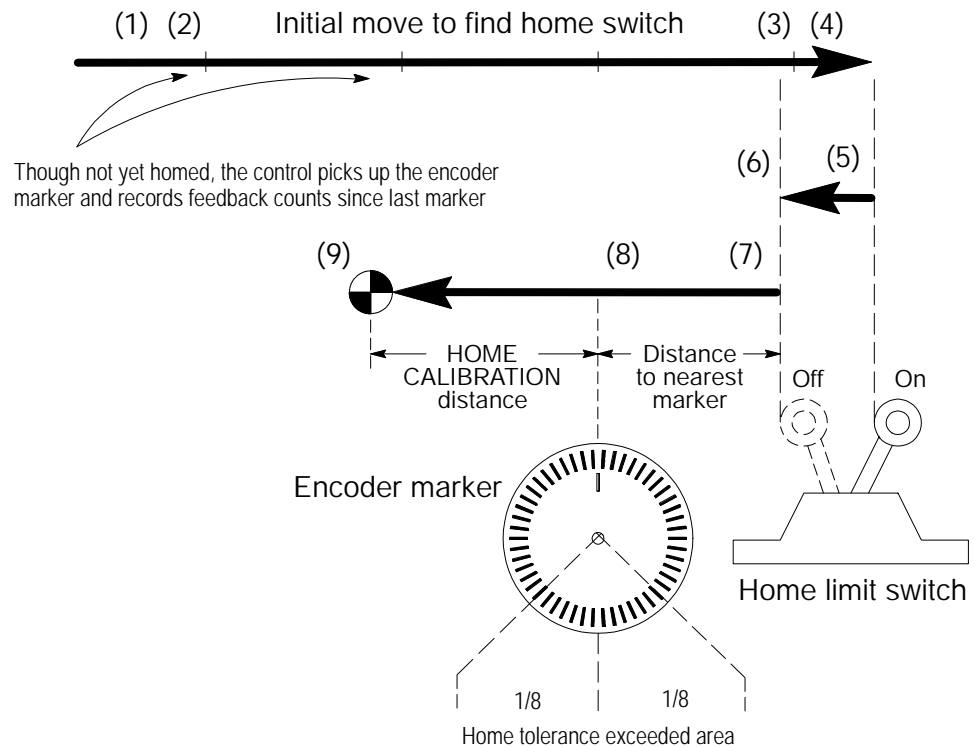 (1) (2) Initial move to find home switch (3) (4)
Though not yet homed, the control picks up the encoder
marker and records feedback counts since last marker
(6) (5)
(9) (8) (7)
HOME
CALIBRATION
distance
Distance
to nearest
marker
Off On
Encoder marker
Home limit switch
1/8 1/8
Home tolerance exceeded area